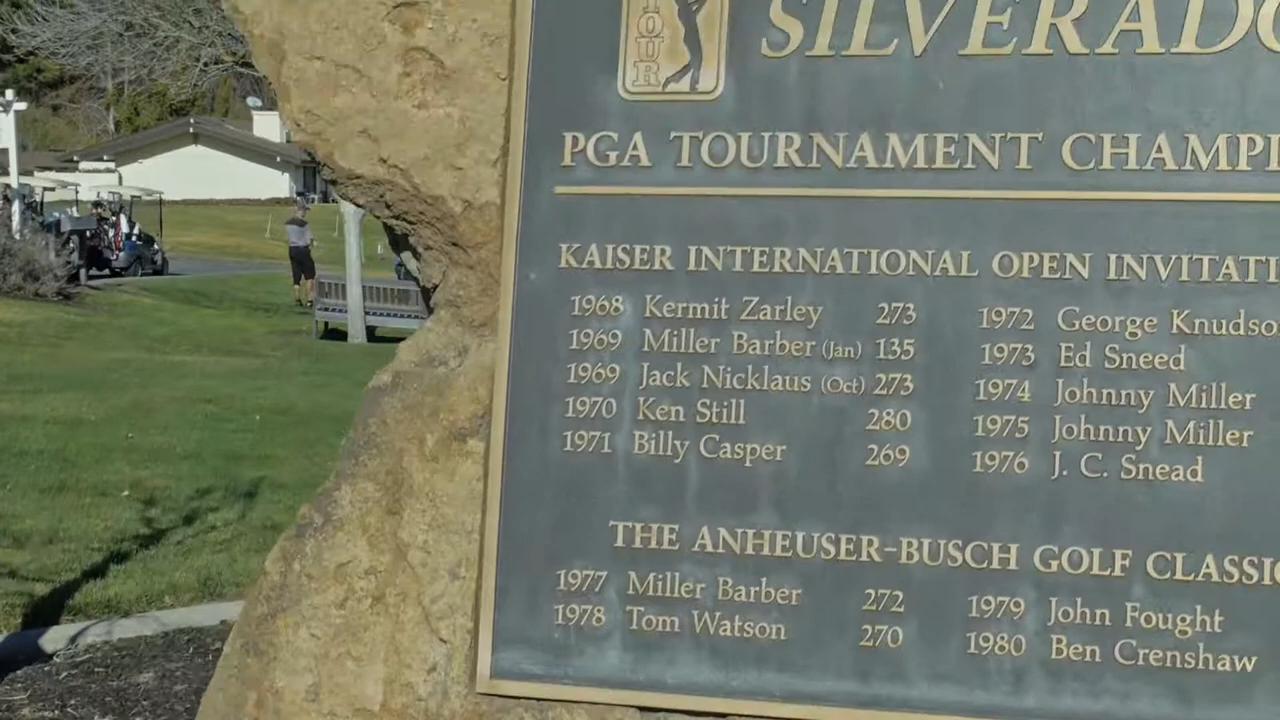 TOUR
SILVERADO
PGA TOURNAMENT CHAMPI
KAISER INTERNATIONAL OPEN INVITATI
1968 Kermit Zarley 273 1972 George Knudso
1969 Miller Barber (Jan) 135 1973 Ed Sneed
1969 Jack Nicklaus (Oct) 273 1974 Johnny Miller
1970 Ken Still 280 1975 Johnny Miller
1971 Billy Casper 269 1976 J. C. Snead
THE ANHEUSER-BUSCH GOLF CLASSIC
1977 Miller Barber 272 1979 John Fought
1978 Tom Watson 270 1980 Ben Crenshaw